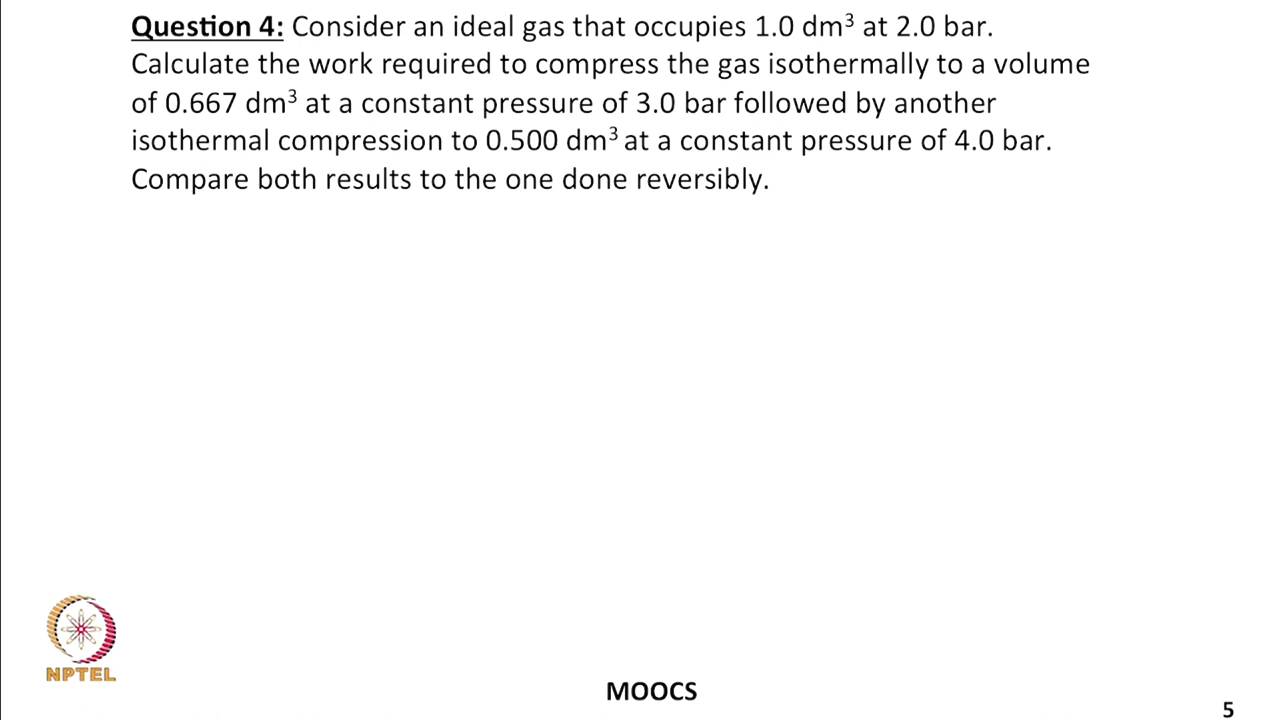 Question 4: Consider an ideal gas that occupies 1.0 dm³ at 2.0 bar.
Calculate the work required to compress the gas isothermally to a volume
of 0.667 dm³ at a constant pressure of 3.0 bar followed by another
isothermal compression to 0.500 dm³ at a constant pressure of 4.0 bar.
Compare both results to the one done reversibly.
NPTEL
MOOCS
5